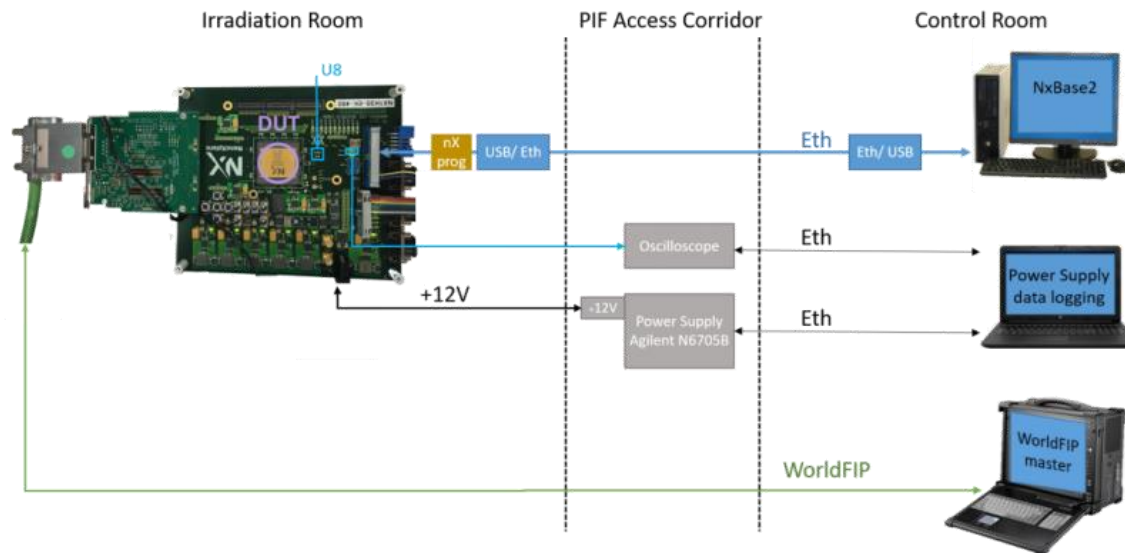 Irradiation Room
PIF Access Corridor
Control Room
U8
DUT
NX
NanoXplore
nX
prog
USB/ Eth
Eth
Eth/ USB
NxBase2
Oscilloscope
Eth
Power Supply
data logging
+12V
+12V
Power Supply
Agilent N6705B
Eth
WorldFIP
WorldFIP
master